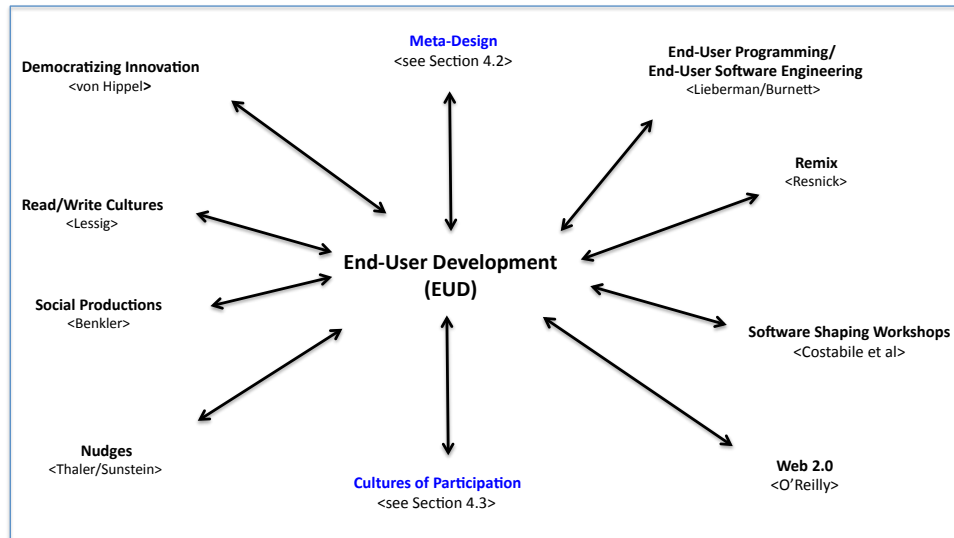 Meta-Design
<see Section 4.2>
End-User Programming/
End-User Software Engineering
<Lieberman/Burnett>
Democratizing Innovation
<von Hippel>
Remix
<Resnick>
Read/Write Cultures
<Lessig>
End-User Development
(EUD)
Social Productions
<Benkler>
Software Shaping Workshops
<Costabile et al>
Nudges
<Thaler/Sunstein>
Cultures of Participation
<see Section 4.3>
Web 2.0
<O'Reilly>